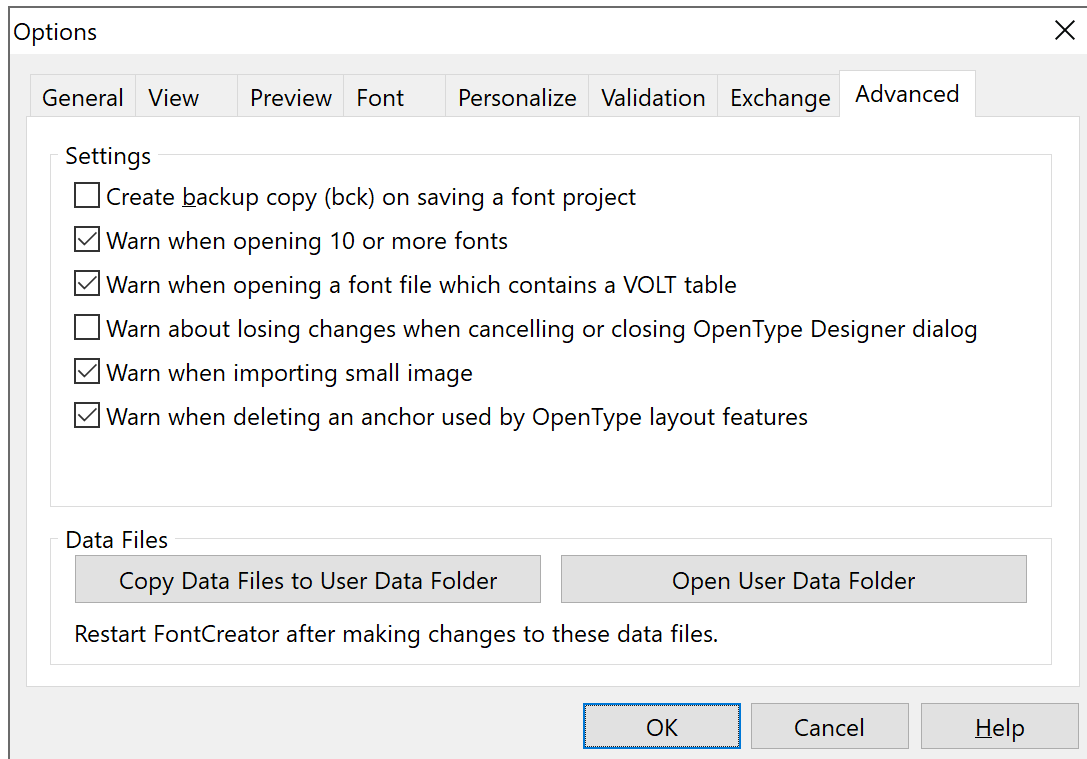 Options
General View Preview Font Personalize Validation Exchange Advanced
Settings
Create backup copy (bck) on saving a font project
Warn when opening 10 or more fonts
Warn when opening a font file which contains a VOLT table
Warn about losing changes when cancelling or closing OpenType Designer dialog
Warn when importing small image
Warn when deleting an anchor used by OpenType layout features
Data Files
Copy Data Files to User Data Folder Open User Data Folder
Restart FontCreator after making changes to these data files.
OK Cancel Help